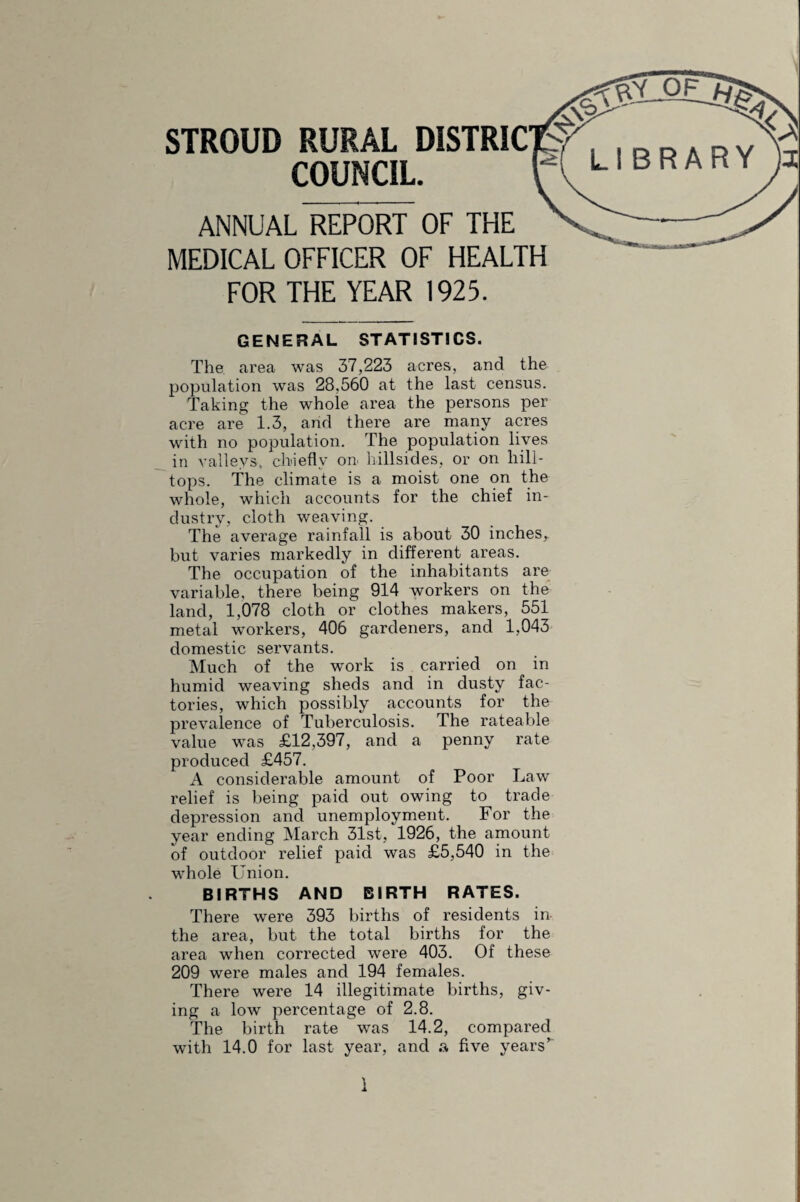 STROUD RURAL DISTRICT
COUNCIL.
ANNUAL REPORT OF THE
MEDICAL OFFICER OF HEALTH
FOR THE YEAR 1925.
MINISTRY OF HEALTH
LIBRARY
GENERAL STATISTICS.
The area was 37,223 acres, and the
population was 28,560 at the last census.
Taking the whole area the persons per
acre are 1.3, and there are many acres
with no population. The population lives
in valleys, chiefly on hillsides, or on hill-
tops. The climate is a moist one on the
whole, which accounts for the chief in-
dustry, cloth weaving.
The average rainfall is about 30 inches,
but varies markedly in different areas.
The occupation of the inhabitants are
variable, there being 914 workers on the
land, 1,078 cloth or clothes makers, 551
metal workers, 406 gardeners, and 1,043
domestic servants.
Much of the work is carried on in
humid weaving sheds and in dusty fac-
tories, which possibly accounts for the
prevalence of Tuberculosis. The rateable
value was £12,397, and a penny rate
produced £457.
A considerable amount of Poor Law
relief is being paid out owing to trade
depression and unemployment. For the
year ending March 31st, 1926, the amount
of outdoor relief paid was £5,540 in the
whole Union.
BIRTHS AND BIRTH RATES.
There were 393 births of residents in
the area, but the total births for the
area when corrected were 403. Of these
209 were males and 194 females.
There were 14 illegitimate births, giv-
ing a low percentage of 2.8.
The birth rate was 14.2, compared
with 14.0 for last year, and a five years'
1